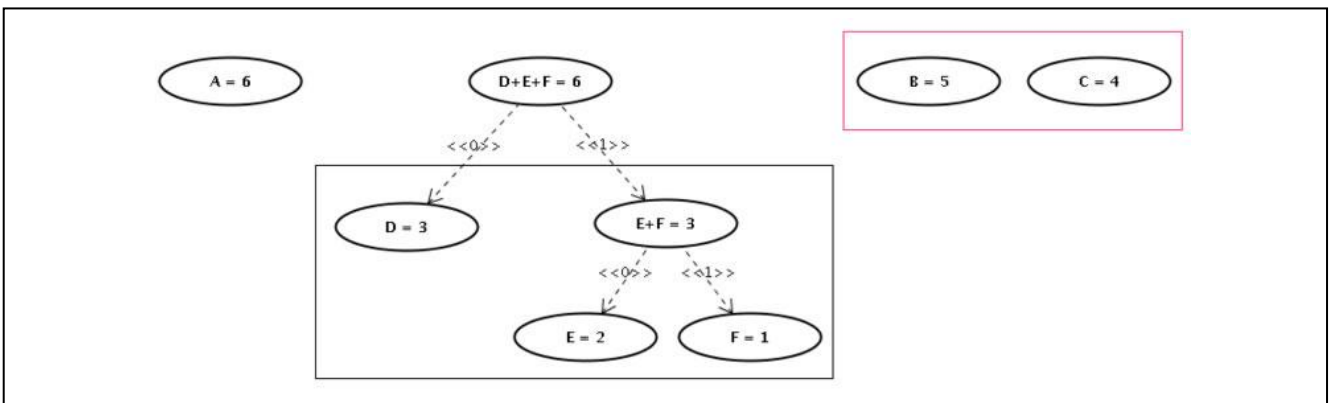 A = 6
D+E+F = 6
B = 5
C = 4
<<0>>
<<1>>
D = 3
E+F = 3
<<0>>
<<1>>
E = 2
F = 1